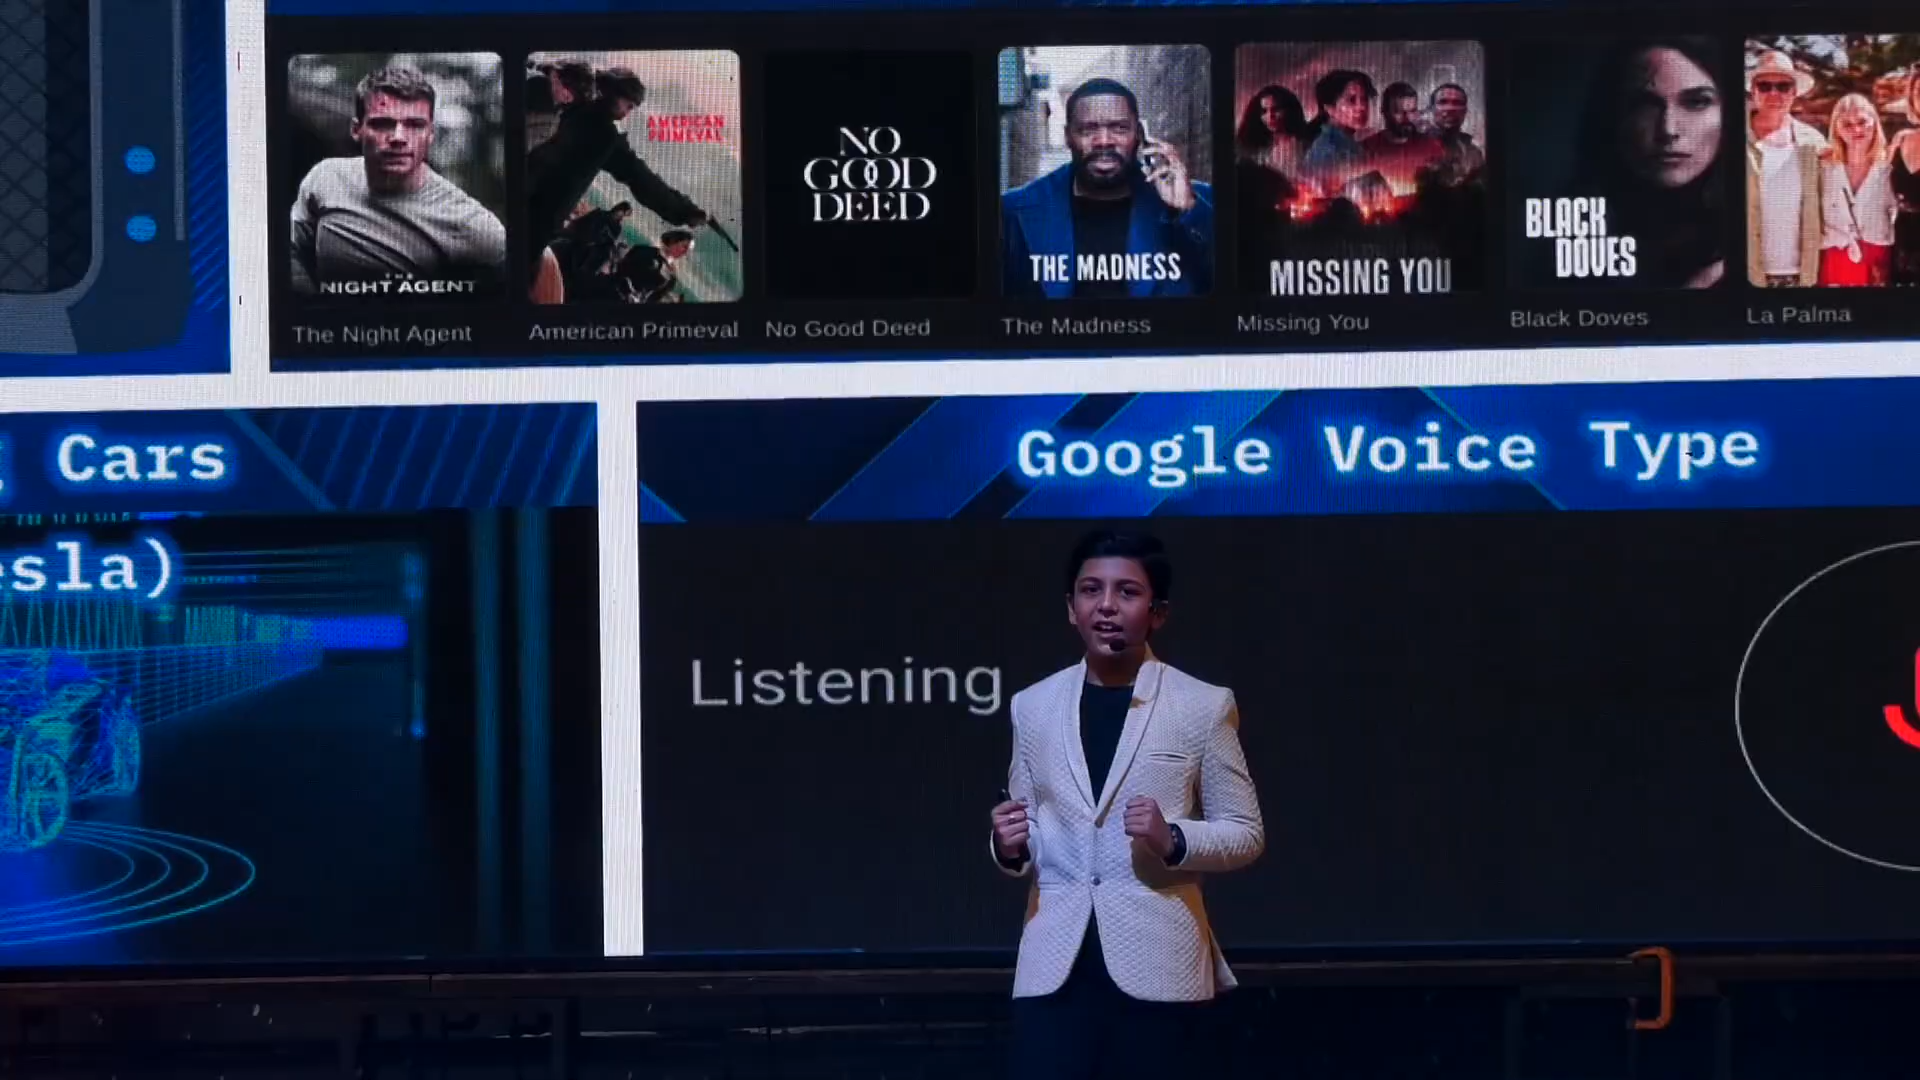 AMERICAN
PRIMEVAL
NO
GOOD
DEED
THE
NIGHT AGENT
THE MADNESS
MISSING YOU
BLACK
DOVES
The Night Agent
American Primeval
No Good Deed
The Madness
Missing You
Black Doves
La Palma
Cars
esla)
Google Voice Type
Listening